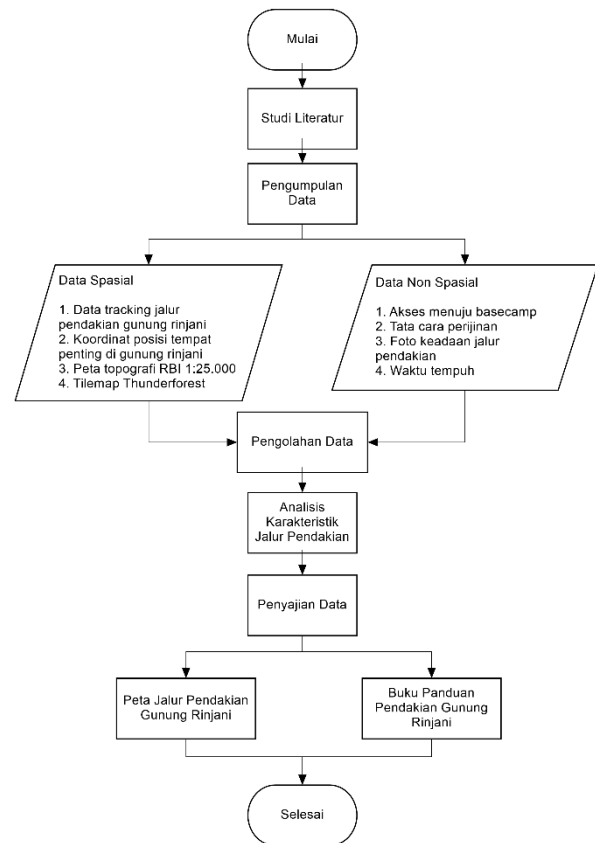 Mulai
Studi Literatur
Pengumpulan
Data
Data Spasial
1. Data tracking jalur
pendakian gunung rinjani
2. Koordinat posisi tempat
penting di gunung rinjani
3. Peta topografi RBI 1:25.000
4. Tilemap Thunderforest
Data Non Spasial
1. Akses menuju basecamp
2. Tata cara perijinan
3. Foto keadaan jalur
pendakian
4. Waktu tempuh
Pengolahan Data
Analisis
Karakteristik
Jalur Pendakian
Penyajian Data
Peta Jalur Pendakian
Gunung Rinjani
Buku Panduan
Pendakian Gunung
Rinjani
Selesai